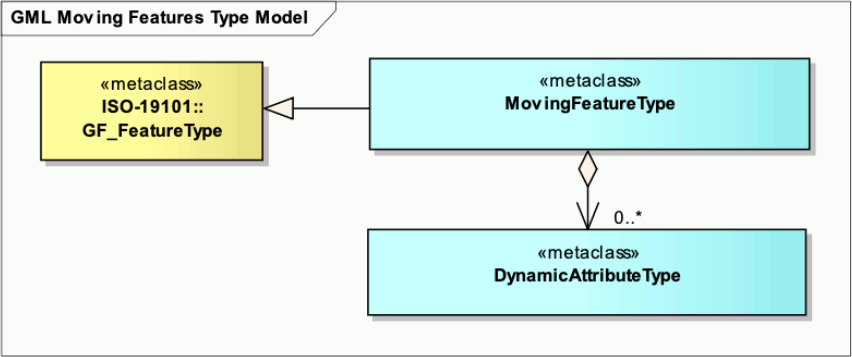 GML Moving Features Type Model
«metaclass»
ISO-19101::
GF_FeatureType
«metaclass»
MovingFeatureType
0..*
«metaclass»
DynamicAttributeType